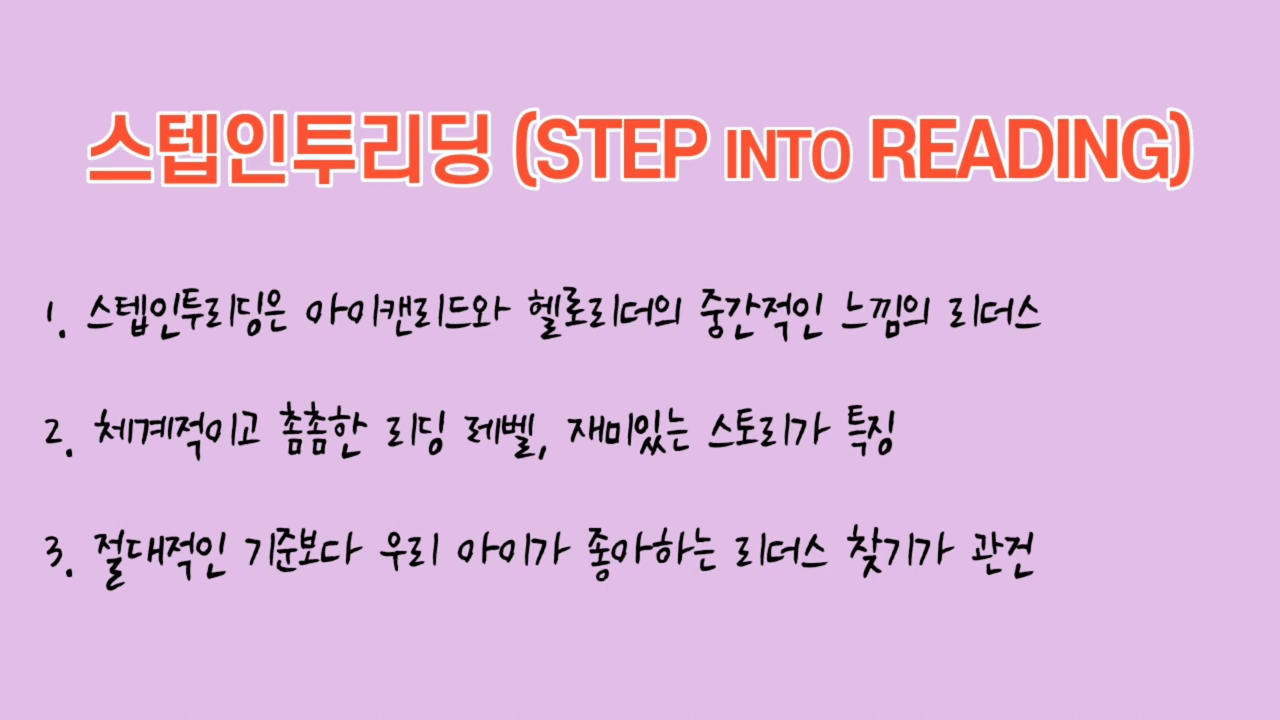 스텝인투리딩 (STEP INTO READING)
1. 스텝인투리딩은 아이캔리드와 헬로리더의 중간적인 느낌의 리더스
2. 체계적이고 촘촘한 리딩 레벨, 재미있는 스토리가 특징
3. 절대적인 기준보다 우리 아이가 좋아하는 리더스 찾기가 관건